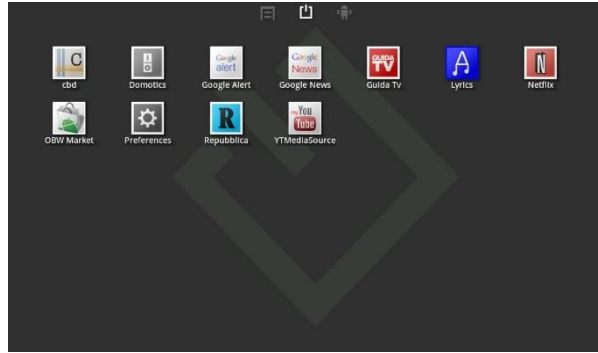 C
Google
alert
Google
News
GUIDA
TV
A
N
cbd
Domotics
Google Alert
Google News
Guida Tv
Lyrics
Netflix
R
You
Tube
OBW Market
Preferences
Repubblica
YTMediaSource